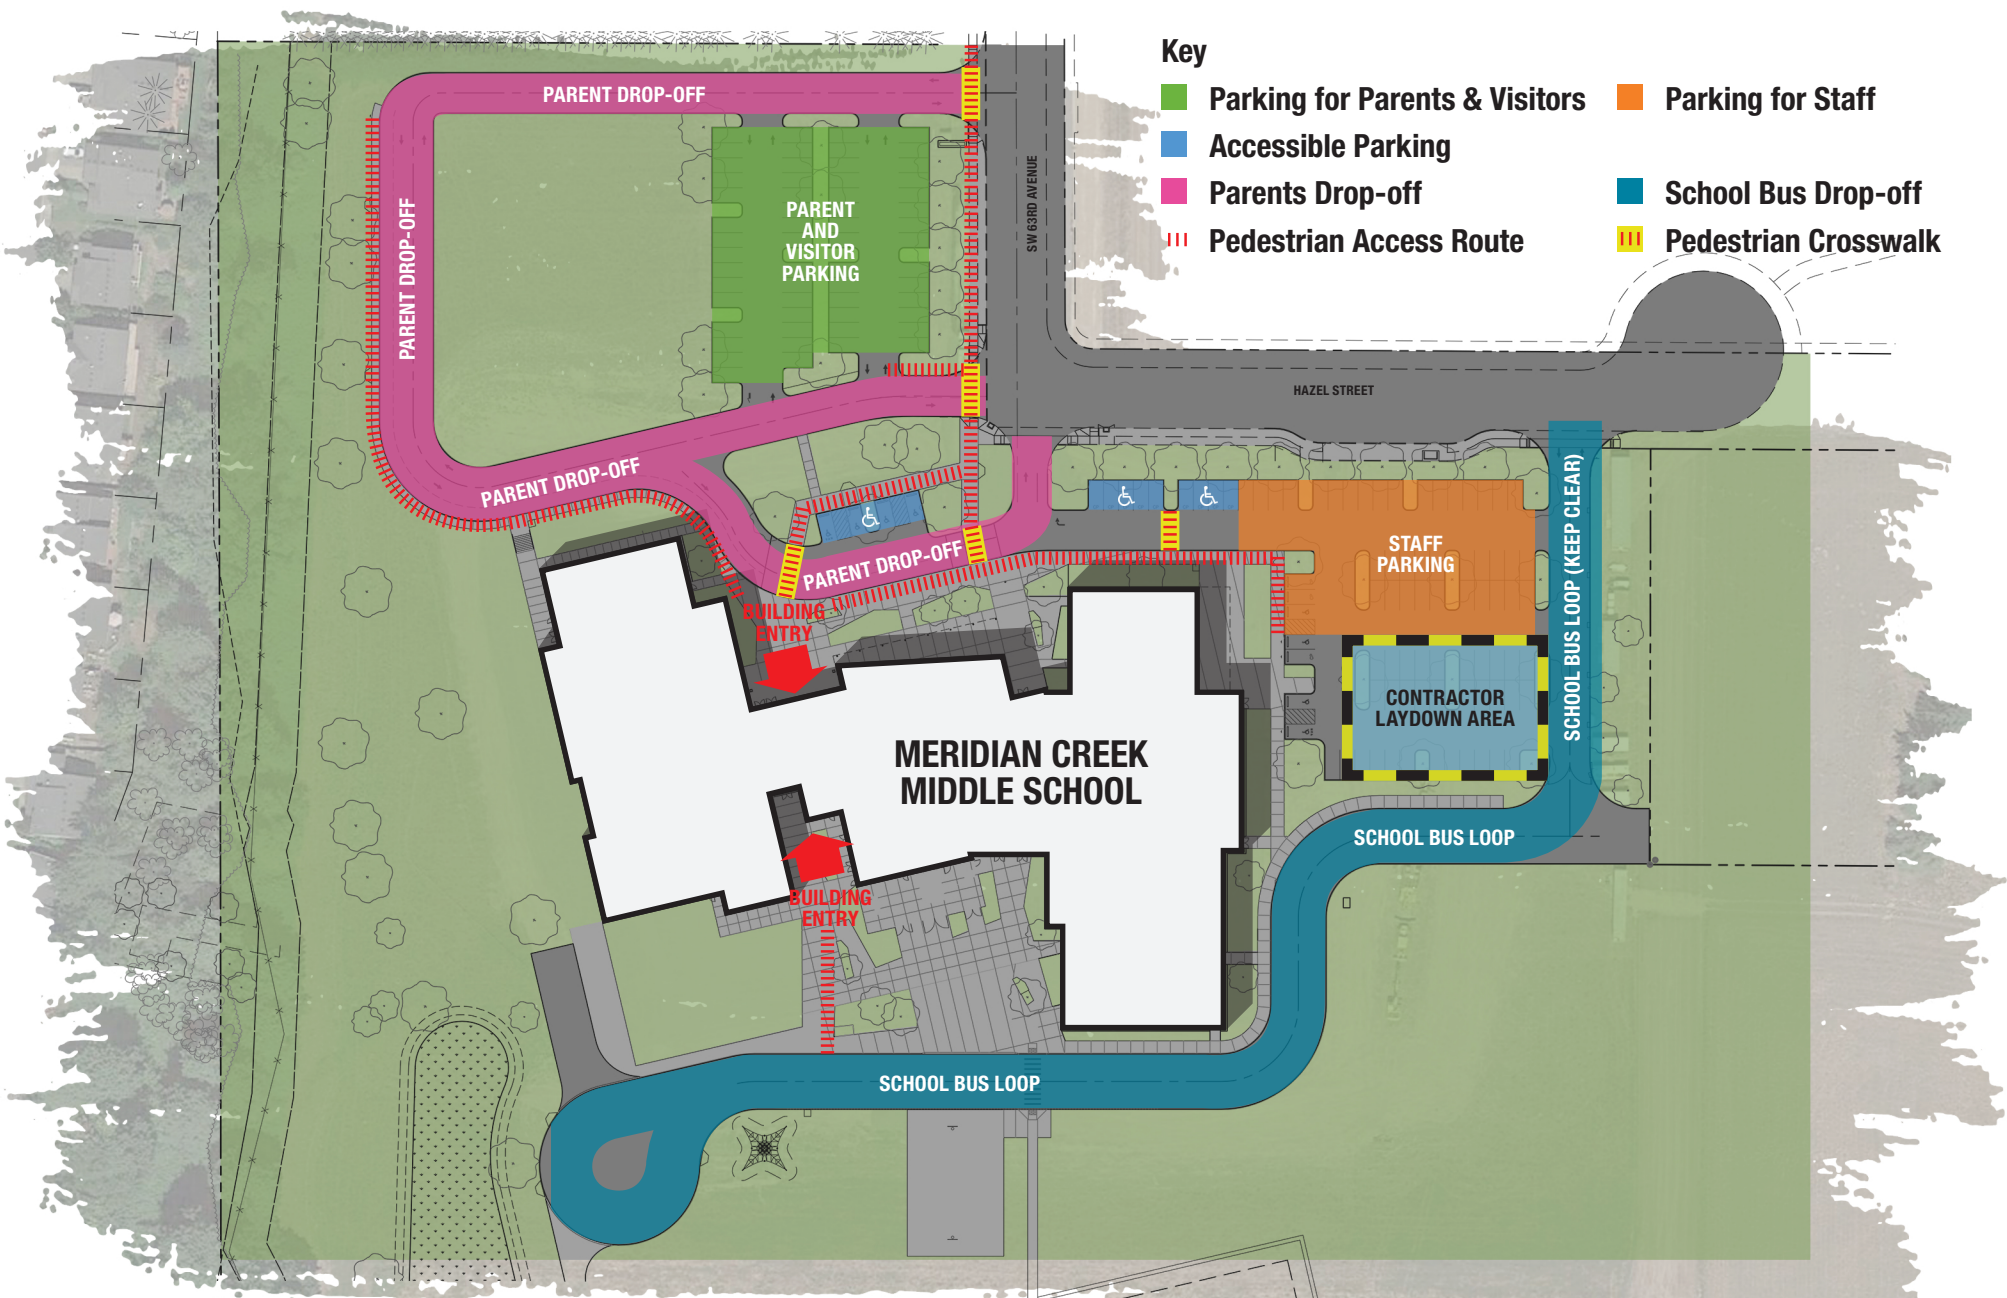 Key
Parking for Parents & Visitors
Parking for Staff
Accessible Parking
Parents Drop-off
School Bus Drop-off
Pedestrian Access Route
Pedestrian Crosswalk
PARENT DROP-OFF
PARENT DROP-OFF
PARENT
AND
VISITOR
PARKING
SW 63RD AVENUE
HAZEL STREET
PARENT DROP-OFF
PARENT DROP-OFF
STAFF
PARKING
SCHOOL BUS LOOP (KEEP CLEAR)
BUILDING
ENTRY
CONTRACTOR
LAYDOWN AREA
MERIDIAN CREEK
MIDDLE SCHOOL
SCHOOL BUS LOOP
BUILDING
ENTRY
SCHOOL BUS LOOP